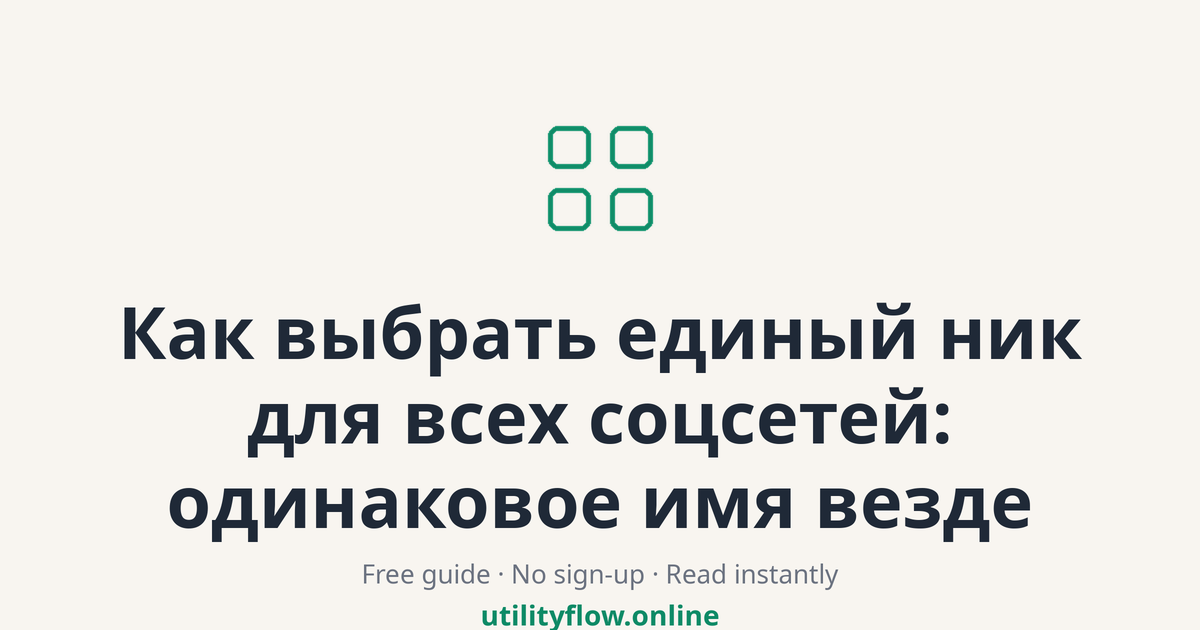 Как выбрать единый ник
для всех соцсетей:
одинаковое имя везде
Free guide · No sign-up · Read instantly
utilityflow.online